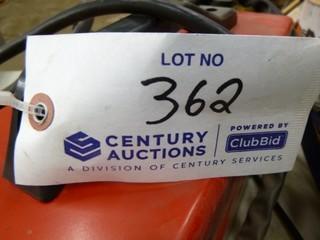 LOT NO
362
CENTURY AUCTIONS
A DIVISION OF CENTURY SERVICES
POWERED BY
ClubBid